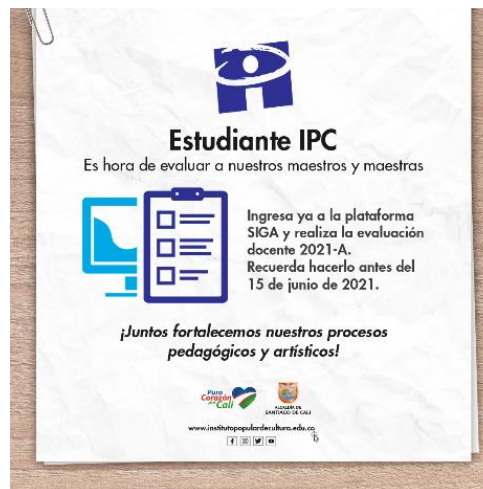 Estudiante IPC
Es hora de evaluar a nuestros maestros y maestras
Ingresa ya a la plataforma
SIGA y realiza la evaluación
docente 2021-A.
Recuerda hacerlo antes del
15 de junio de 2021.
¡Juntos fortalecemos nuestros procesos
pedagógicos y artísticos!
Puro
Corazón
por Cali
ALCALDÍA DE
SANTIAGO DE CALI
www.institutopopulardecultura.edu.co